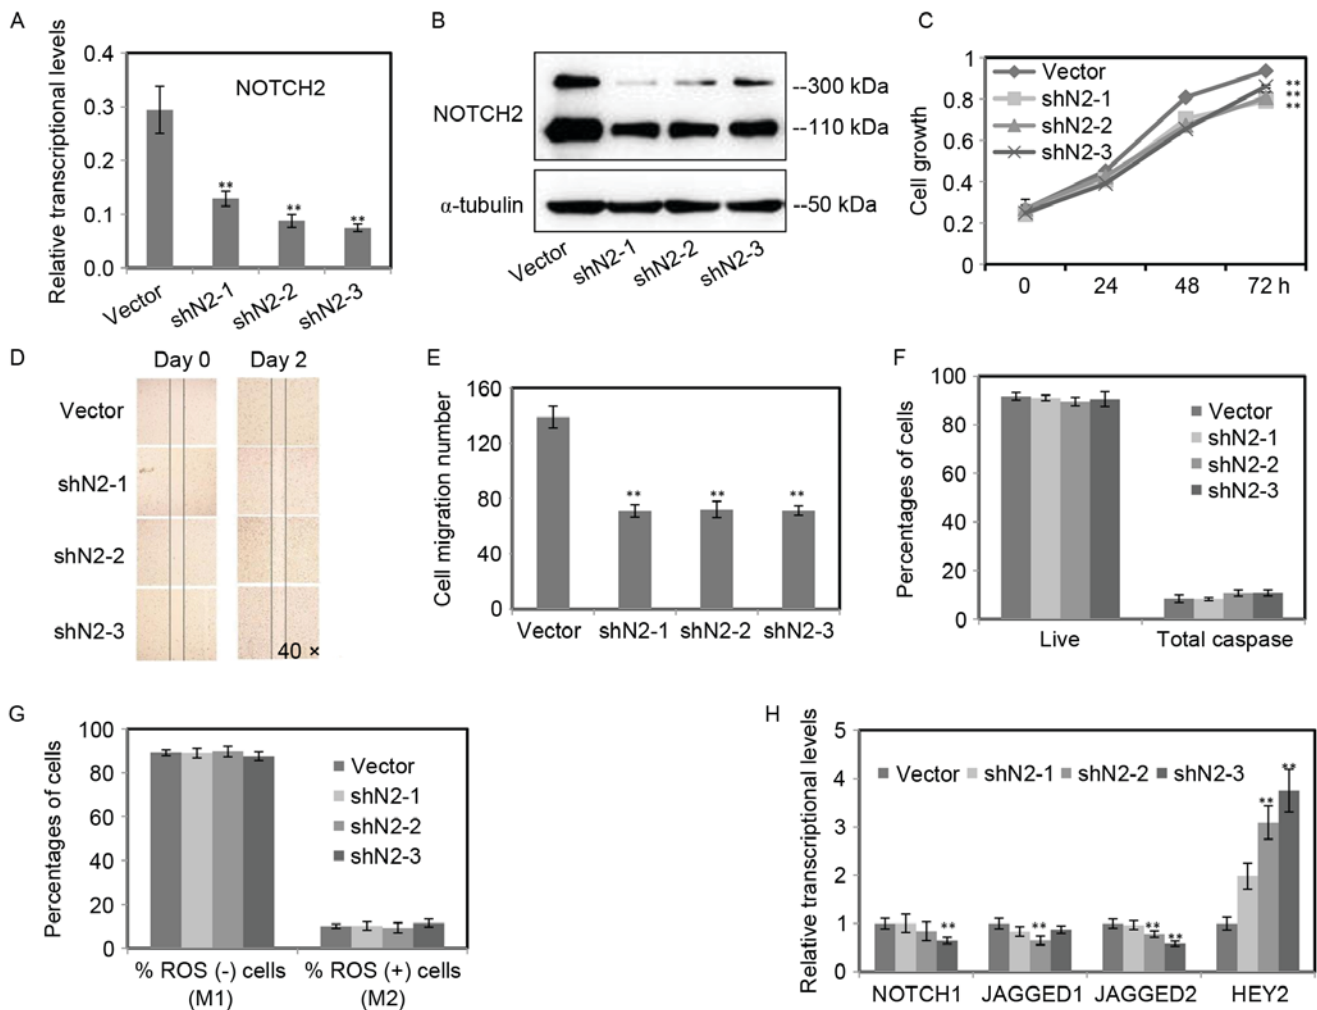 A
Relative transcriptional levels
0.4
0.3
0.2
0.1
0.0
NOTCH2
**
**
**
Vector
shN2-1
shN2-2
shN2-3
B
NOTCH2
--300 kDa
--110 kDa
α-tubulin
--50 kDa
Vector
shN2-1
shN2-2
shN2-3
C
Cell growth
1
0.8
0.6
0.4
0.2
0
Vector
shN2-1
shN2-2
shN2-3
**
**
**
0 24 48 72 h
D
Day 0 Day 2
Vector
shN2-1
shN2-2
shN2-3
40 ×
E
Cell migration number
160
120
80
40
0
**
**
**
Vector shN2-1 shN2-2 shN2-3
F
Percentages of cells
100
80
60
40
20
0
Vector
shN2-1
shN2-2
shN2-3
Live Total caspase
G
Percentages of cells
100
80
60
40
20
0
Vector
shN2-1
shN2-2
shN2-3
% ROS (-) cells % ROS (+) cells
(M1) (M2)
H
Relative transcriptional levels
5
4
3
2
1
0
Vector shN2-1 shN2-2 shN2-3
**
**
**
**
**
**
NOTCH1 JAGGED1 JAGGED2 HEY2